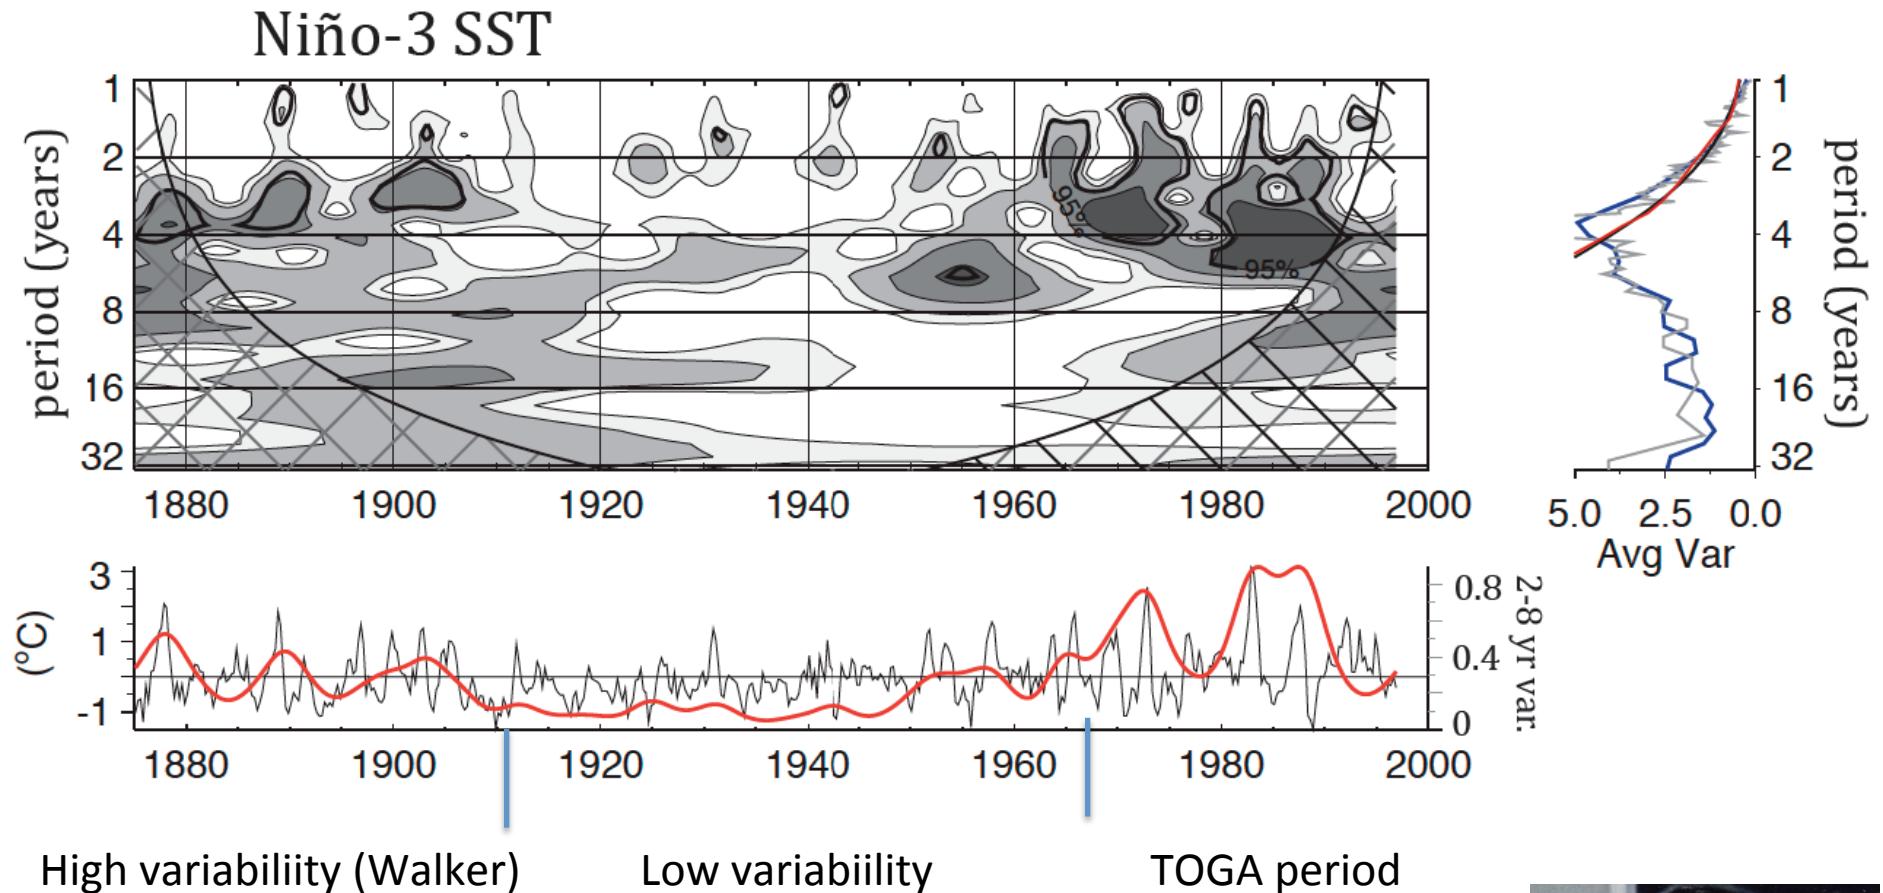 Niño-3 SST
period (years)
1
2
4
8
16
32
95%
95%
1880 1900 1920 1940 1960 1980 2000
1
2
4
8
16
32
period (years)
5.0 2.5 0.0
Avg Var
(°C)
3
1
-1
0.8
0.4
0
2-8 yr var.
1880 1900 1920 1940 1960 1980 2000
High variabiliity (Walker) Low variabiility TOGA period